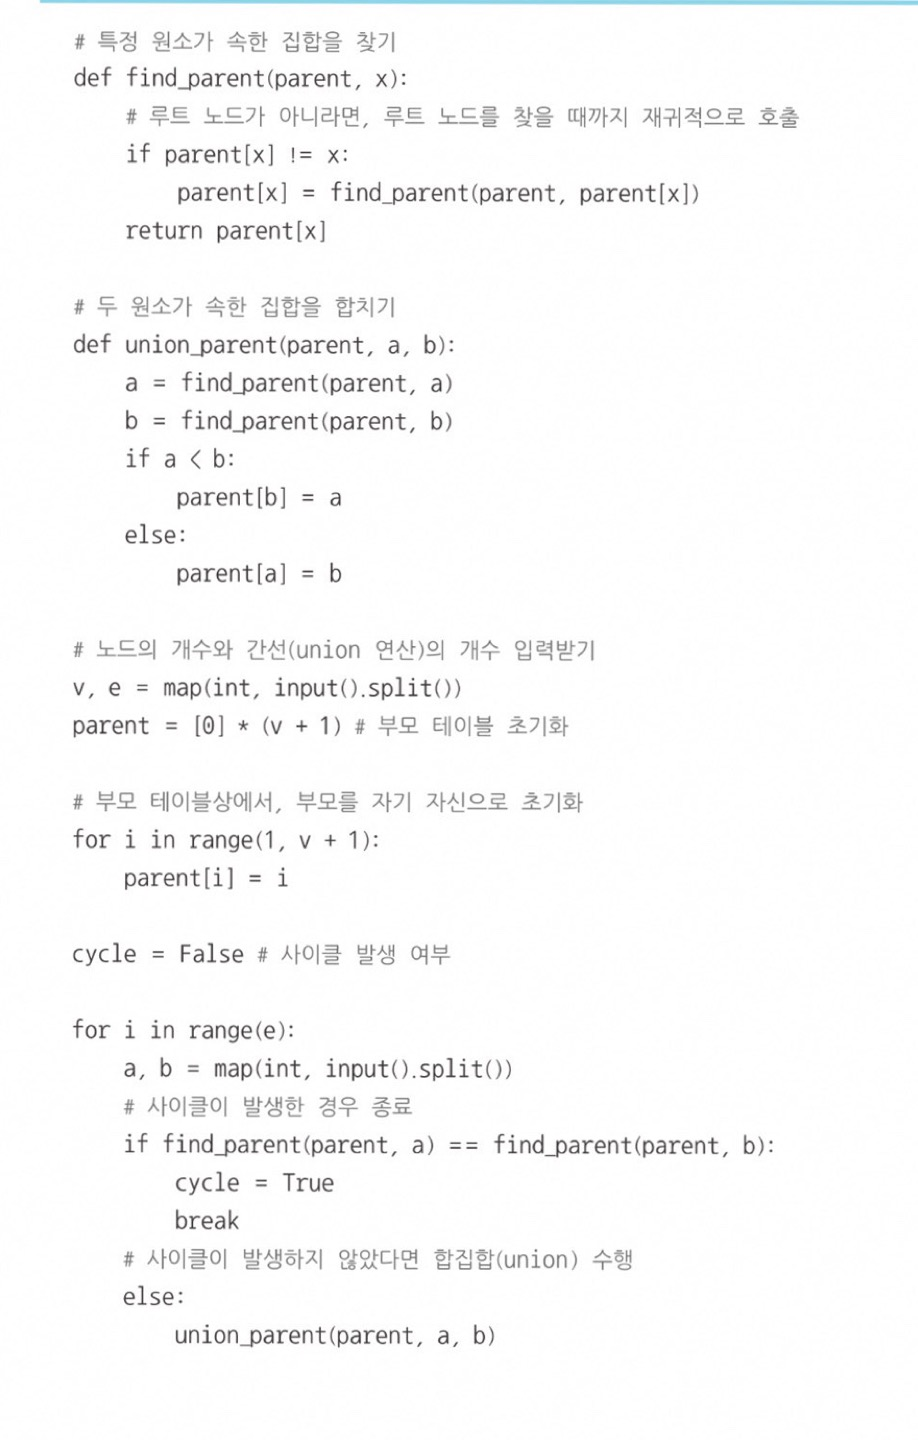 # 특정 원소가 속한 집합을 찾기
def find_parent(parent, x):
    # 루트 노드가 아니라면, 루트 노드를 찾을 때까지 재귀적으로 호출
    if parent[x] != x:
        parent[x] = find_parent(parent, parent[x])
    return parent[x]

# 두 원소가 속한 집합을 합치기
def union_parent(parent, a, b):
    a = find_parent(parent, a)
    b = find_parent(parent, b)
    if a < b:
        parent[b] = a
    else:
        parent[a] = b

# 노드의 개수와 간선(union 연산)의 개수 입력받기
v, e = map(int, input().split())
parent = [0] * (v + 1) # 부모 테이블 초기화

# 부모 테이블상에서, 부모를 자기 자신으로 초기화
for i in range(1, v + 1):
    parent[i] = i

cycle = False # 사이클 발생 여부

for i in range(e):
    a, b = map(int, input().split())
    # 사이클이 발생한 경우 종료
    if find_parent(parent, a) == find_parent(parent, b):
        cycle = True
        break
    # 사이클이 발생하지 않았다면 합집합(union) 수행
    else:
        union_parent(parent, a, b)